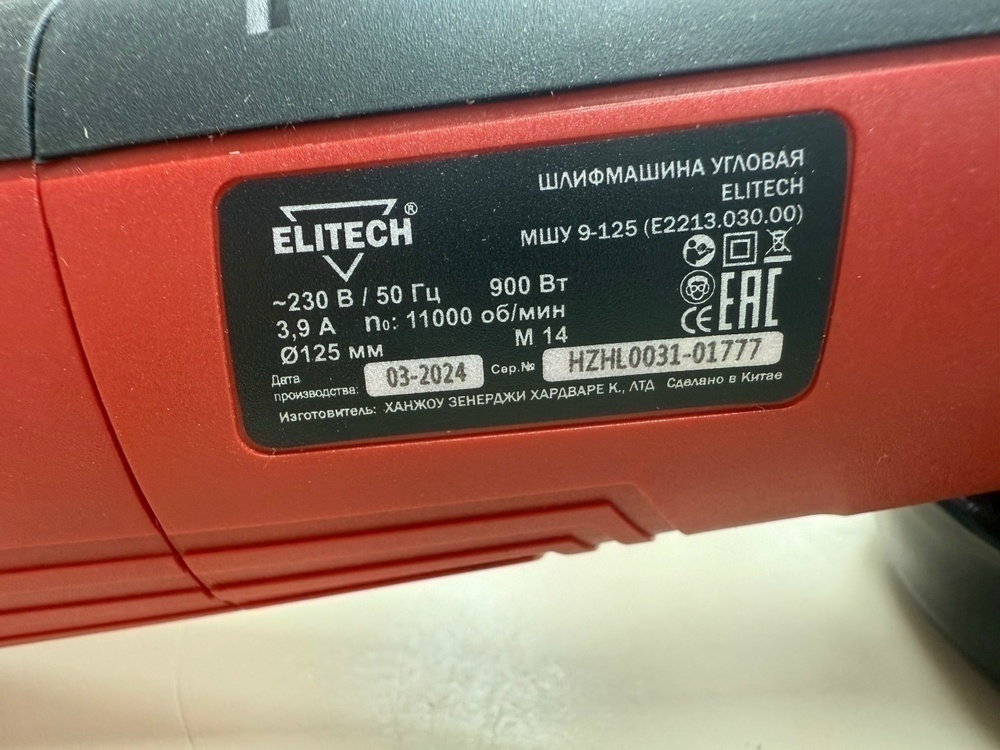 ШЛИФМАШИНА УГЛОВАЯ
ELITECH
МШУ 9-125 (E2213.030.00)
ELITECH®
~230 В / 50 Гц 900 Вт
3,9 А n₀: 11000 об/мин
Ø125 мм М 14
EAC
CE
Дата производства: 03-2024 Сер.№ HZHL0031-01777
Изготовитель: ХАНЖОУ ЗЕНЕРДЖИ ХАРДВАРЕ К., ЛТД Сделано в Китае